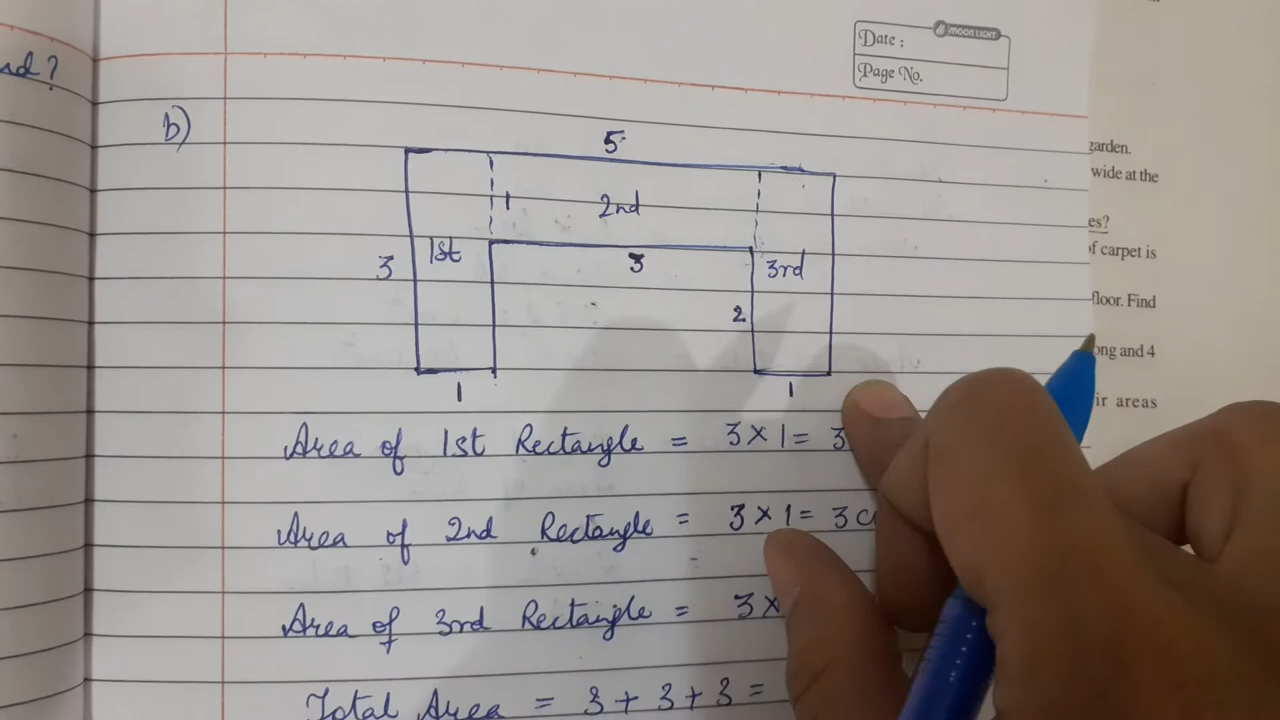 MOON LIGHT
Date :
Page No.
b)
5
1 2nd
1st 3 3rd
3
2
1 1
Area of 1st Rectangle = 3 × 1 = 3
Area of 2nd Rectangle = 3 × 1 = 3 c
Area of 3rd Rectangle = 3 ×
Total Area = 3 + 3 + 3 =
garden.
wide at the
es?
of carpet is
floor. Find
ong and 4
ir areas